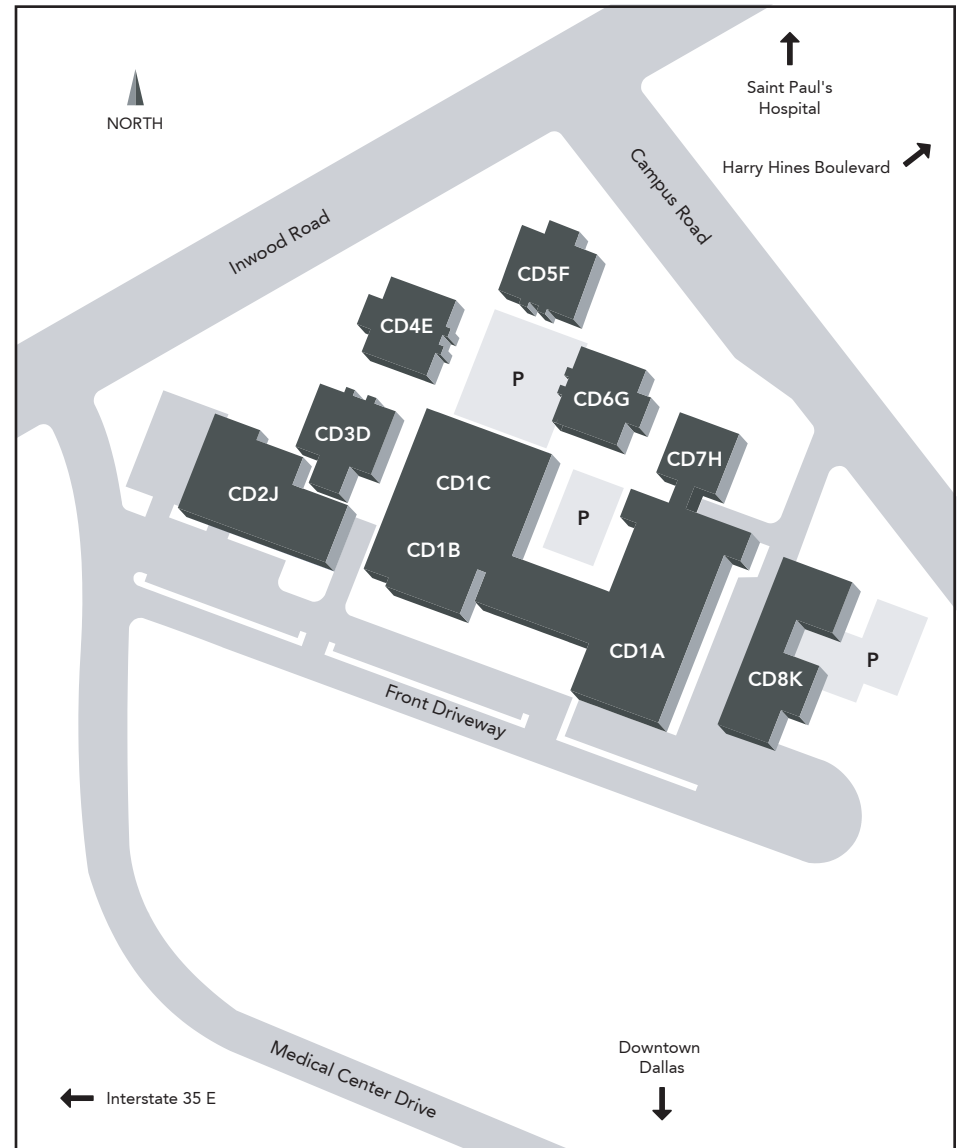 Saint Paul's
Hospital
NORTH
Harry Hines Boulevard
Campus Road
Inwood Road
CD5F
CD4E
P
CD6G
CD3D
CD7H
CD1C
CD2J
P
CD1B
CD1A
P
CD8K
Front Driveway
Downtown
Dallas
Medical Center Drive
Interstate 35 E